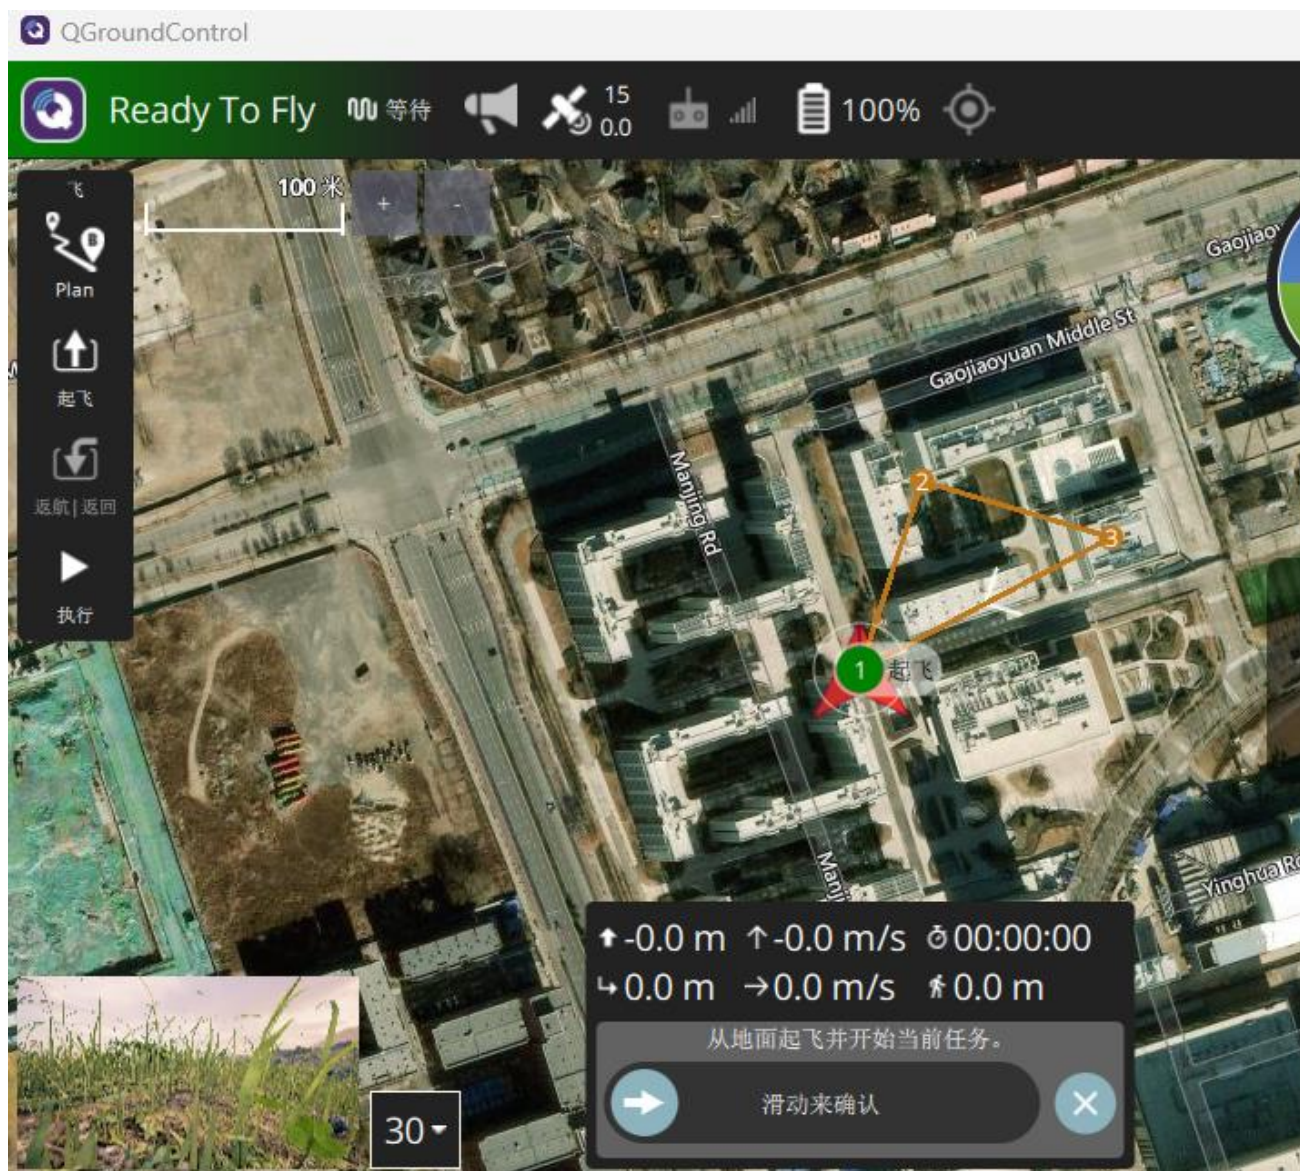 QGroundControl
Ready To Fly 等待 15 0.0 100%
飞
100 米 + -
Plan
起飞
返航|返回
执行
Gaojiaoy
Gaojiaoyuan Middle St
Manjing Rd
2
3
1 起飞
Manji
Yinghua Rd
-0.0 m -0.0 m/s 00:00:00
0.0 m 0.0 m/s 0.0 m
从地面起飞并开始当前任务。
滑动来确认
30